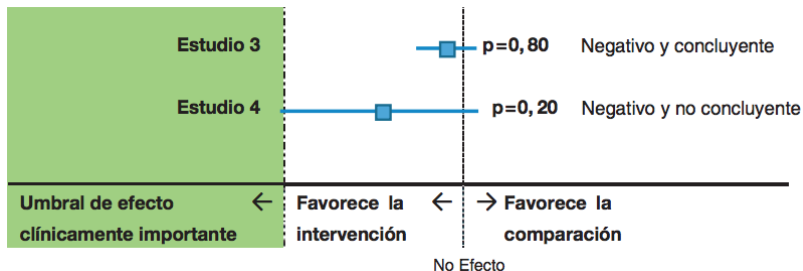 Estudio 3 p=0,80 Negativo y concluyente
Estudio 4 p=0,20 Negativo y no concluyente
Umbral de efecto ← Favorece la ← → Favorece la
clínicamente importante intervención comparación
No Efecto